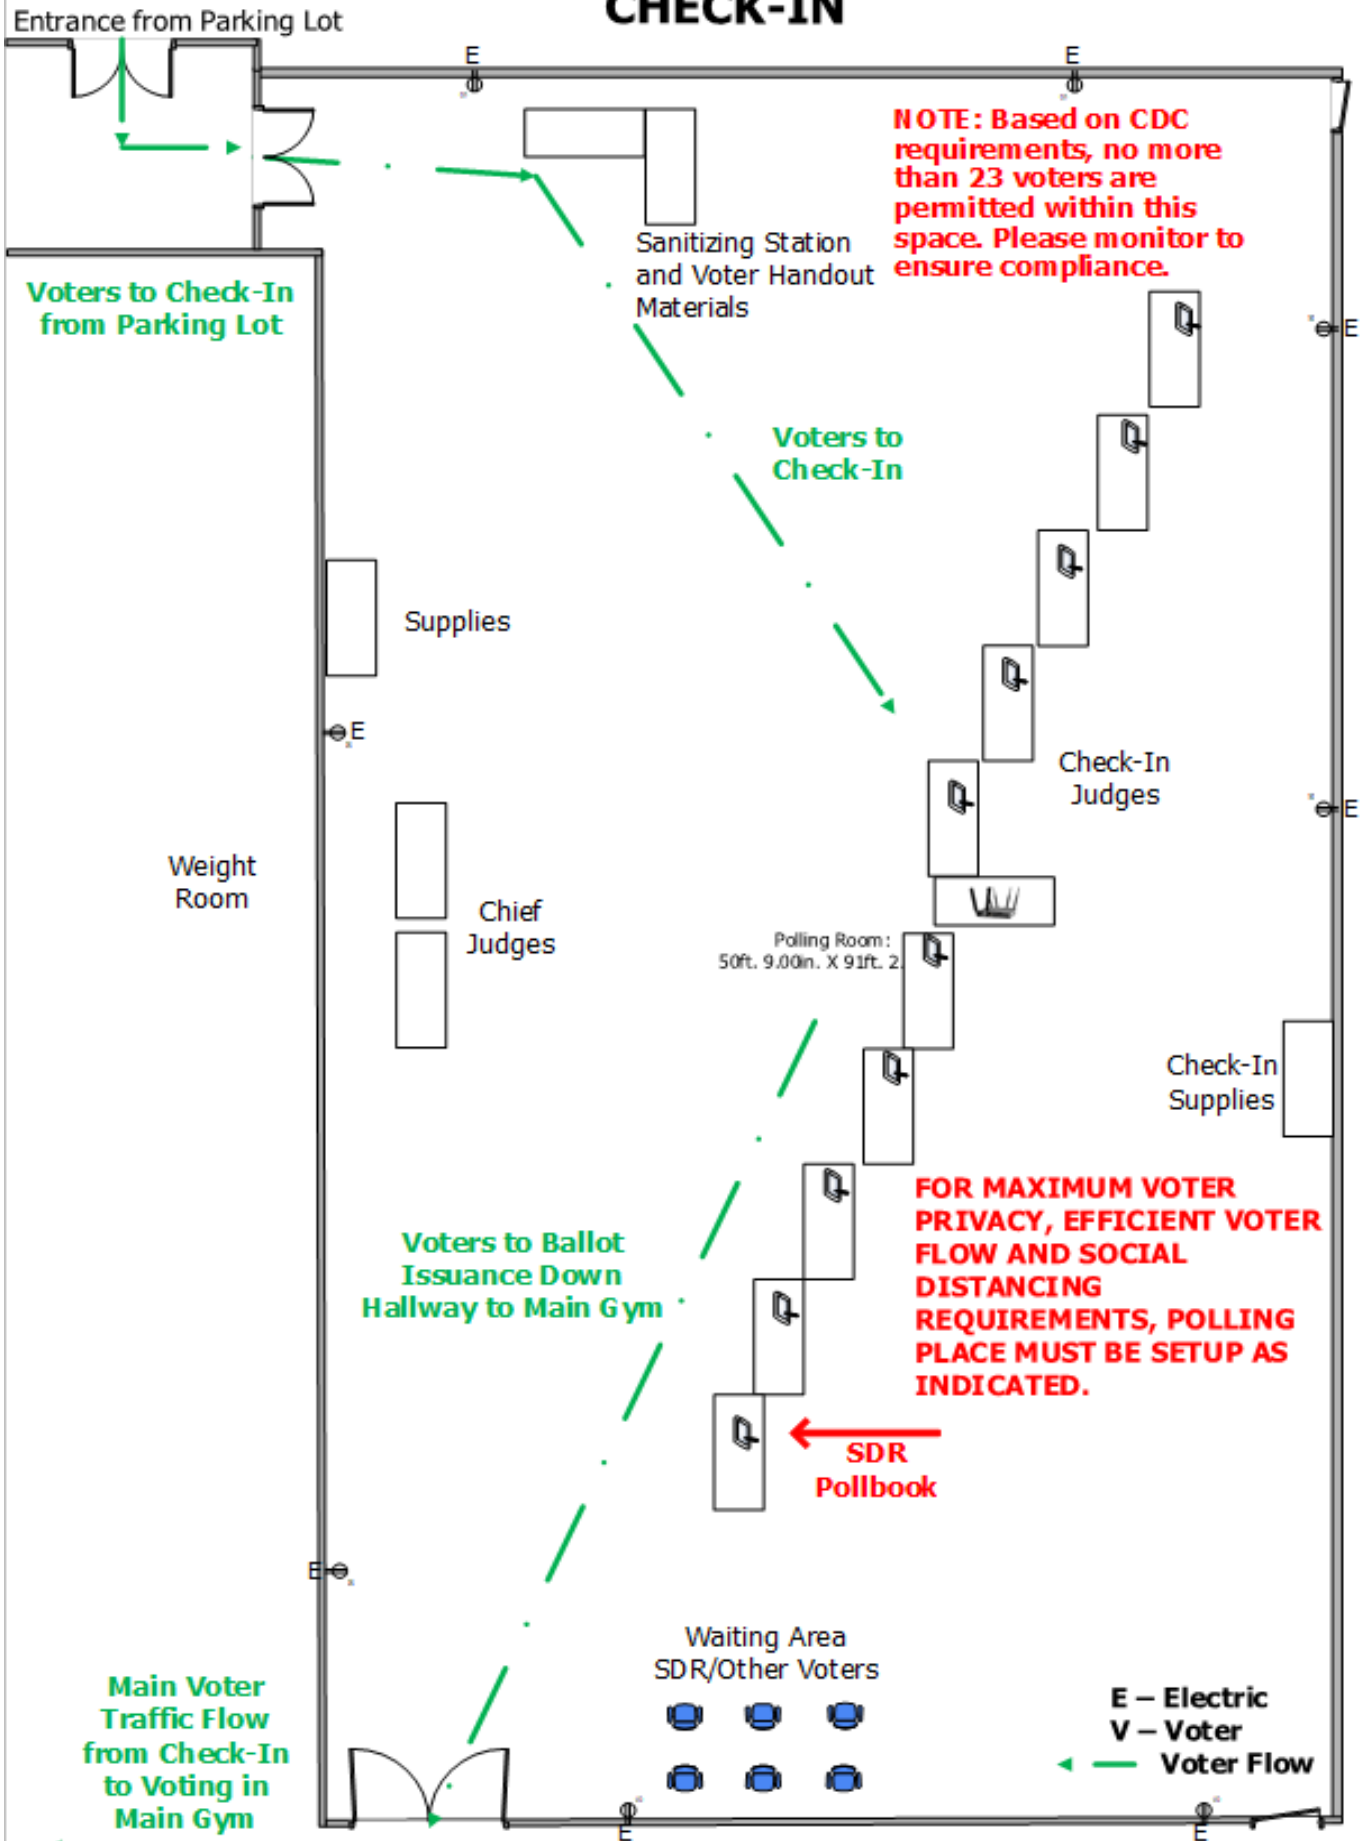 CHECK-IN
Entrance from Parking Lot
E
E
NOTE: Based on CDC
requirements, no more
than 23 voters are
permitted within this
space. Please monitor to
ensure compliance.
Sanitizing Station
and Voter Handout
Materials
Voters to Check-In
from Parking Lot
E
Voters to
Check-In
Supplies
E
Check-In
Judges
E
Weight
Room
Chief
Judges
Polling Room:
50ft. 9.00in. X 91ft. 2.
Check-In
Supplies
FOR MAXIMUM VOTER
PRIVACY, EFFICIENT VOTER
FLOW AND SOCIAL
DISTANCING
REQUIREMENTS, POLLING
PLACE MUST BE SETUP AS
INDICATED.
Voters to Ballot
Issuance Down
Hallway to Main Gym
SDR
Pollbook
E
Waiting Area
SDR/Other Voters
Main Voter
Traffic Flow
from Check-In
to Voting in
Main Gym
E – Electric
V – Voter
Voter Flow
E
E